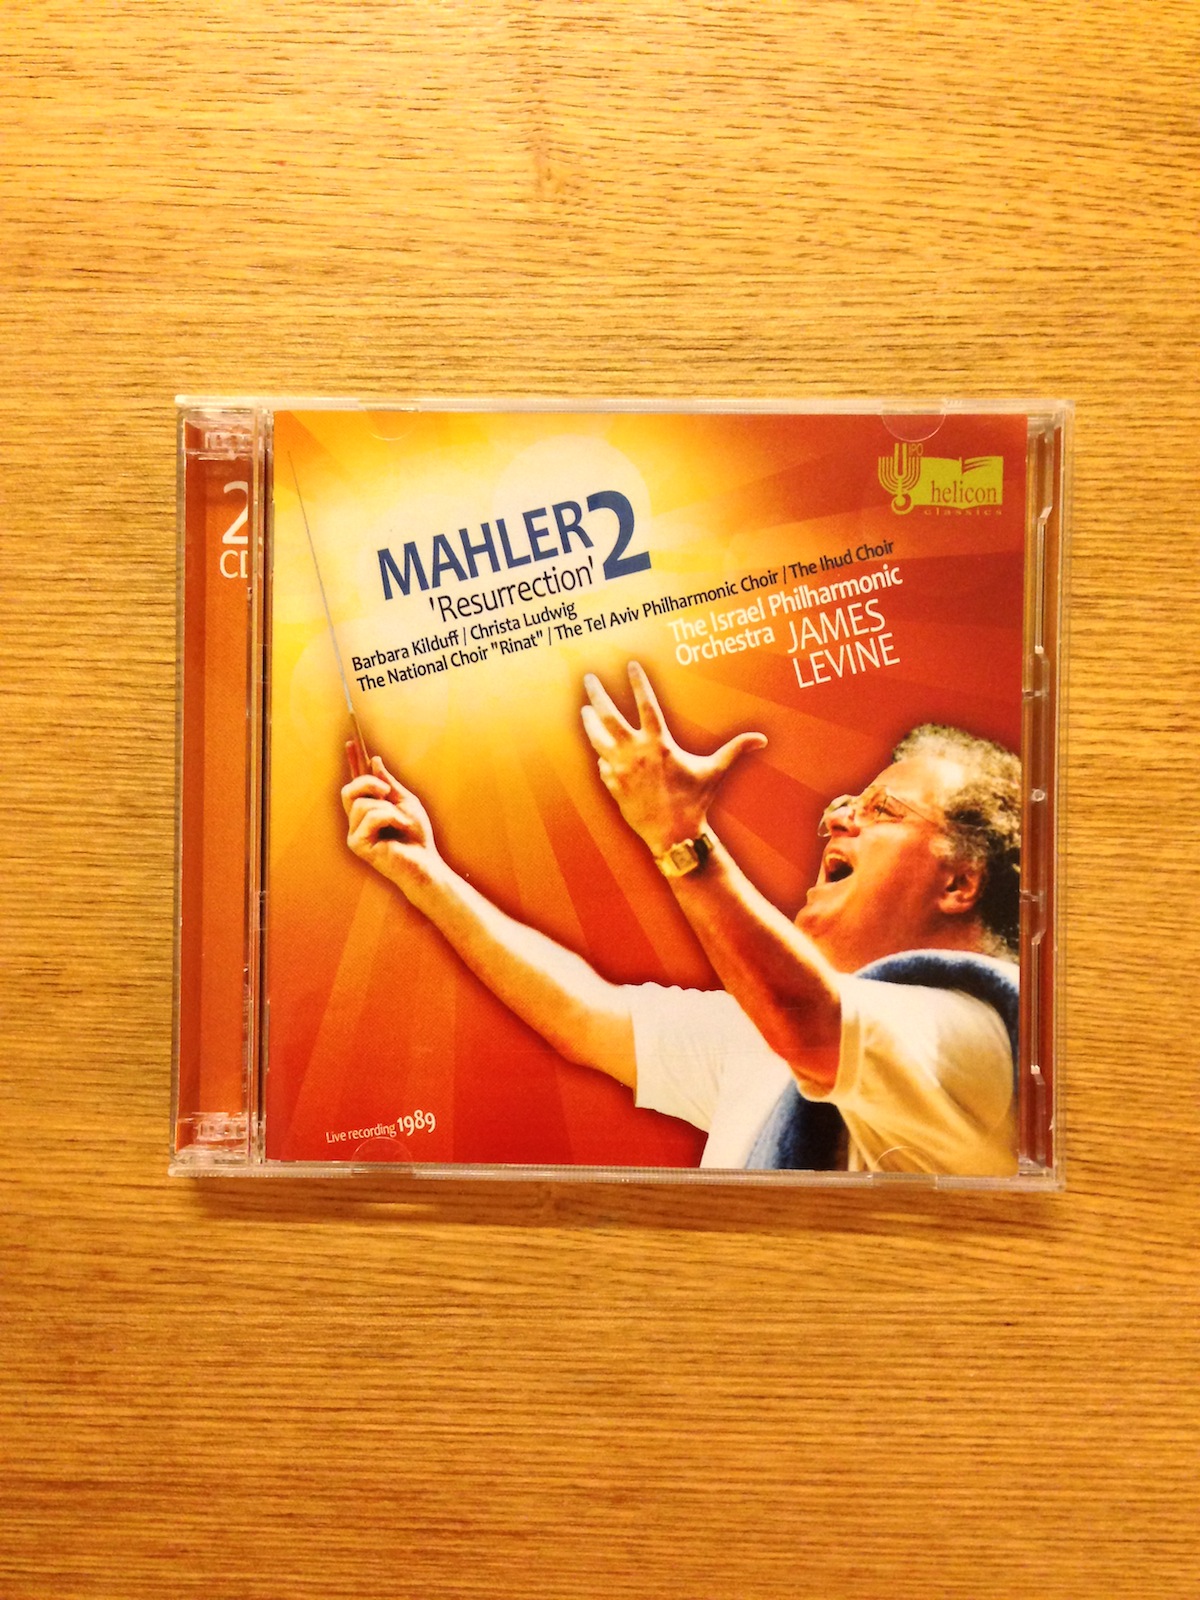 2
CD
IPO
helicon
classics
MAHLER 2
'Resurrection'
Barbara Kilduff / Christa Ludwig
The National Choir "Rinat" / The Tel Aviv Philharmonic Choir / The Ihud Choir
The Israel Philharmonic
Orchestra JAMES
LEVINE
Live recording 1989